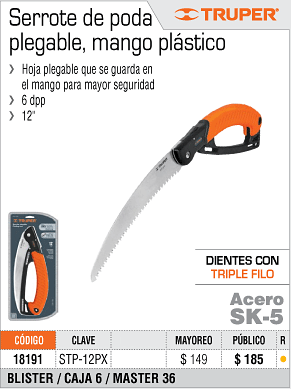 Serrote de poda
TRUPER®
plegable, mango plástico
Hoja plegable que se guarda en
el mango para mayor seguridad
6 dpp
12"
DIENTES CON
TRIPLE FILO
Acero
SK-5
CÓDIGO CLAVE MAYOREO PÚBLICO R
18191 STP-12PX $ 149 $ 185
BLISTER / CAJA 6 / MASTER 36